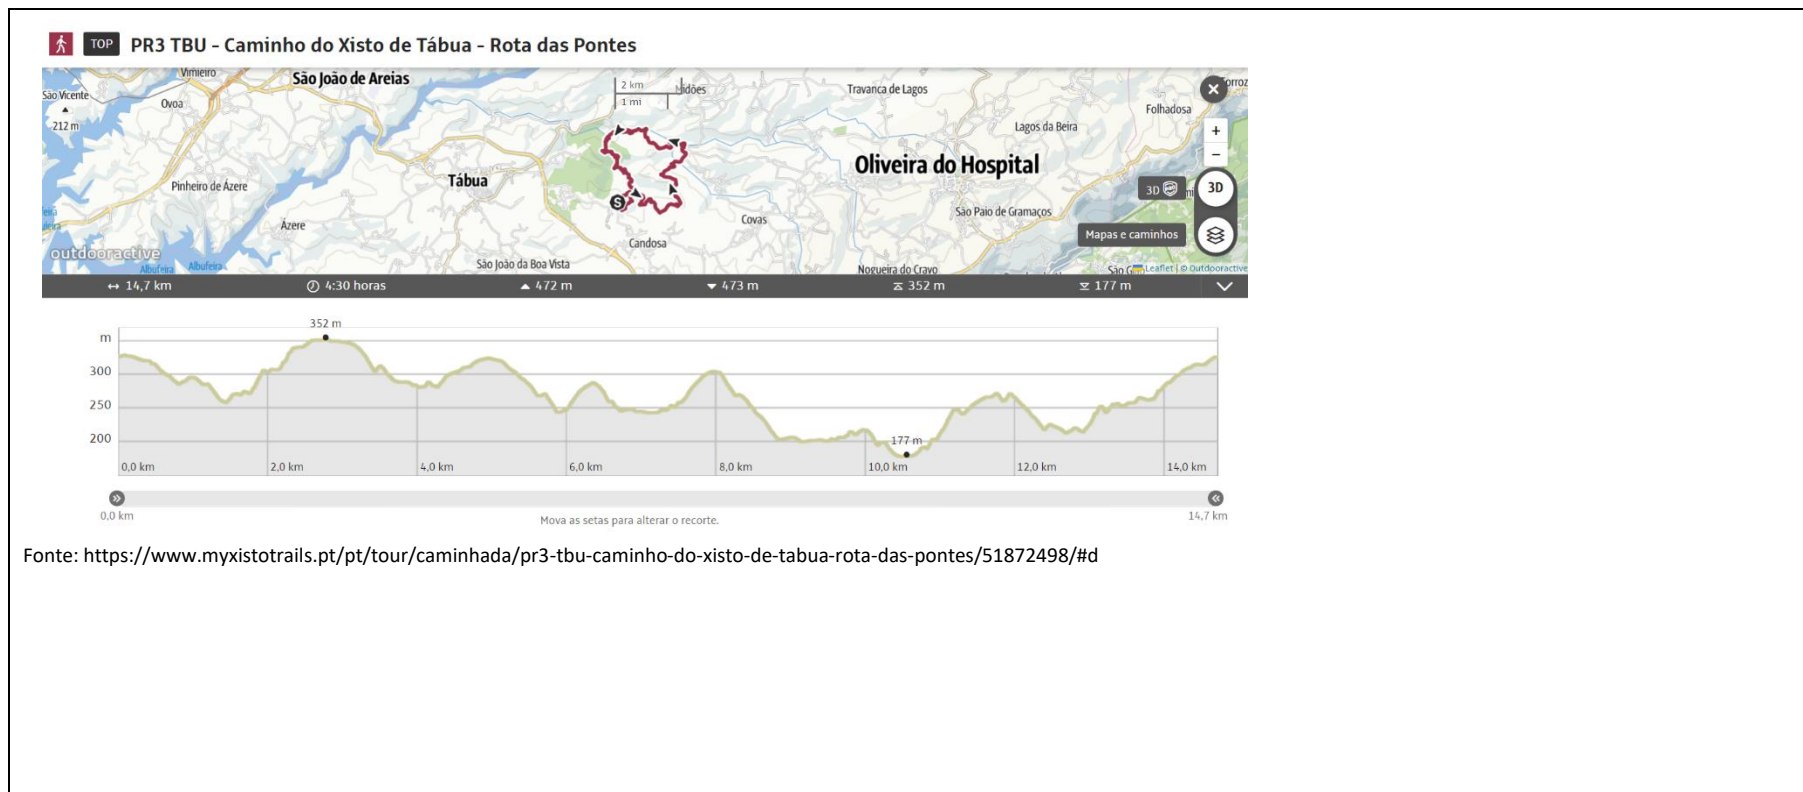 TOP PR3 TBU - Caminho do Xisto de Tábua - Rota das Pontes
Vimieiro
São João de Areias
São Vicente
212 m
Ovoa
2 km
1 mi
Midões
Travanca de Lagos
Folhadosa
Lagos da Beira
Oliveira do Hospital
Tábua
Pinheiro de Ázere
3D
3D
São Paio de Gramaços
Covas
Ázere
S
Candosa
Mapas e caminhos
outdooractive
São João da Boa Vista
Albufeira
Albufeira
Nogueira do Cravo
Leaflet | © Outdooractive
14,7 km
4:30 horas
472 m
473 m
352 m
177 m
352 m
m
300
250
200
177 m
0,0 km
2,0 km
4,0 km
6,0 km
8,0 km
10,0 km
12,0 km
14,0 km
0,0 km
Mova as setas para alterar o recorte.
14,7 km
Fonte: https://www.myxistotrails.pt/pt/tour/caminhada/pr3-tbu-caminho-do-xisto-de-tabua-rota-das-pontes/51872498/#d